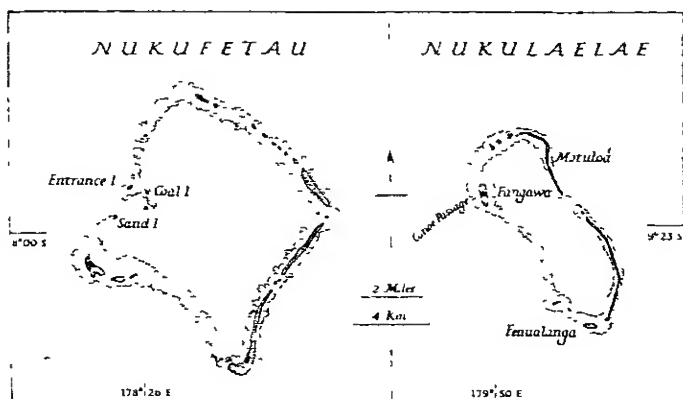 NUKUFETAU
NUKULAELAE
Entrance I
Coal I
Sand I
8°00 S
Motuloa
Fangawa
Canoe Passage
9°23 S
2 Miles
4 Km
Fenualanga
178° 26 E
179° 50 E